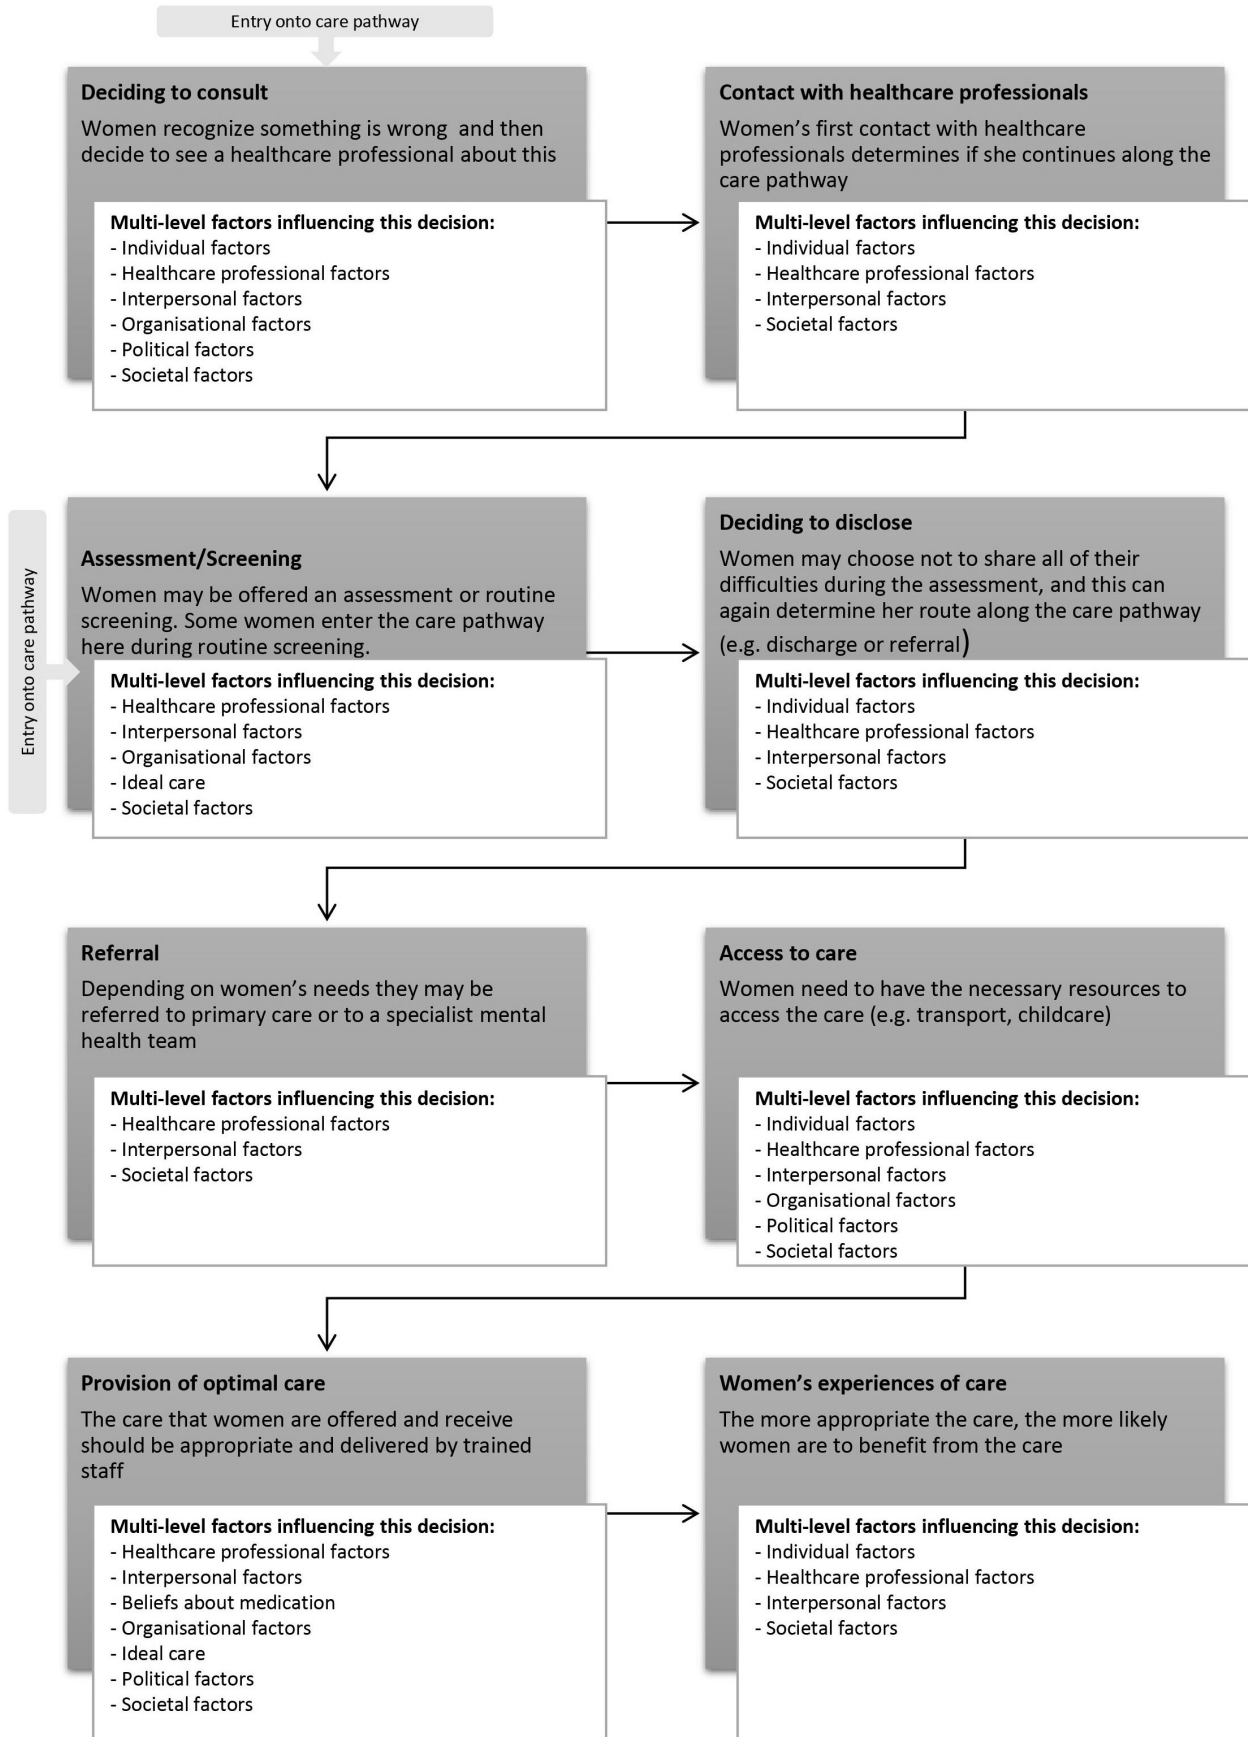 Entry onto care pathway
Deciding to consult
Women recognize something is wrong and then
decide to see a healthcare professional about this
Multi-level factors influencing this decision:
- Individual factors
- Healthcare professional factors
- Interpersonal factors
- Organisational factors
- Political factors
- Societal factors
Contact with healthcare professionals
Women’s first contact with healthcare
professionals determines if she continues along the
care pathway
Multi-level factors influencing this decision:
- Individual factors
- Healthcare professional factors
- Interpersonal factors
- Societal factors
Entry onto care pathway
Assessment/Screening
Women may be offered an assessment or routine
screening. Some women enter the care pathway
here during routine screening.
Multi-level factors influencing this decision:
- Healthcare professional factors
- Interpersonal factors
- Organisational factors
- Ideal care
- Societal factors
Deciding to disclose
Women may choose not to share all of their
difficulties during the assessment, and this can
again determine her route along the care pathway
(e.g. discharge or referral)
Multi-level factors influencing this decision:
- Individual factors
- Healthcare professional factors
- Interpersonal factors
- Societal factors
Referral
Depending on women’s needs they may be
referred to primary care or to a specialist mental
health team
Multi-level factors influencing this decision:
- Healthcare professional factors
- Interpersonal factors
- Societal factors
Access to care
Women need to have the necessary resources to
access the care (e.g. transport, childcare)
Multi-level factors influencing this decision:
- Individual factors
- Healthcare professional factors
- Interpersonal factors
- Organisational factors
- Political factors
- Societal factors
Provision of optimal care
The care that women are offered and receive
should be appropriate and delivered by trained
staff
Multi-level factors influencing this decision:
- Healthcare professional factors
- Interpersonal factors
- Beliefs about medication
- Organisational factors
- Ideal care
- Political factors
- Societal factors
Women’s experiences of care
The more appropriate the care, the more likely
women are to benefit from the care
Multi-level factors influencing this decision:
- Individual factors
- Healthcare professional factors
- Interpersonal factors
- Societal factors